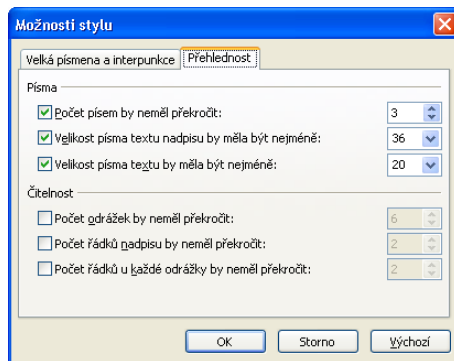 Možnosti stylu
Velká písmena a interpunkce Přehlednost
Písma
Počet písem by neměl překročit: 3
Velikost písma textu nadpisu by měla být nejméně: 36
Velikost písma textu by měla být nejméně: 20
Čitelnost
Počet odrážek by neměl překročit: 6
Počet řádků nadpisu by neměl překročit: 2
Počet řádků u každé odrážky by neměl překročit: 2
OK Storno Výchozí